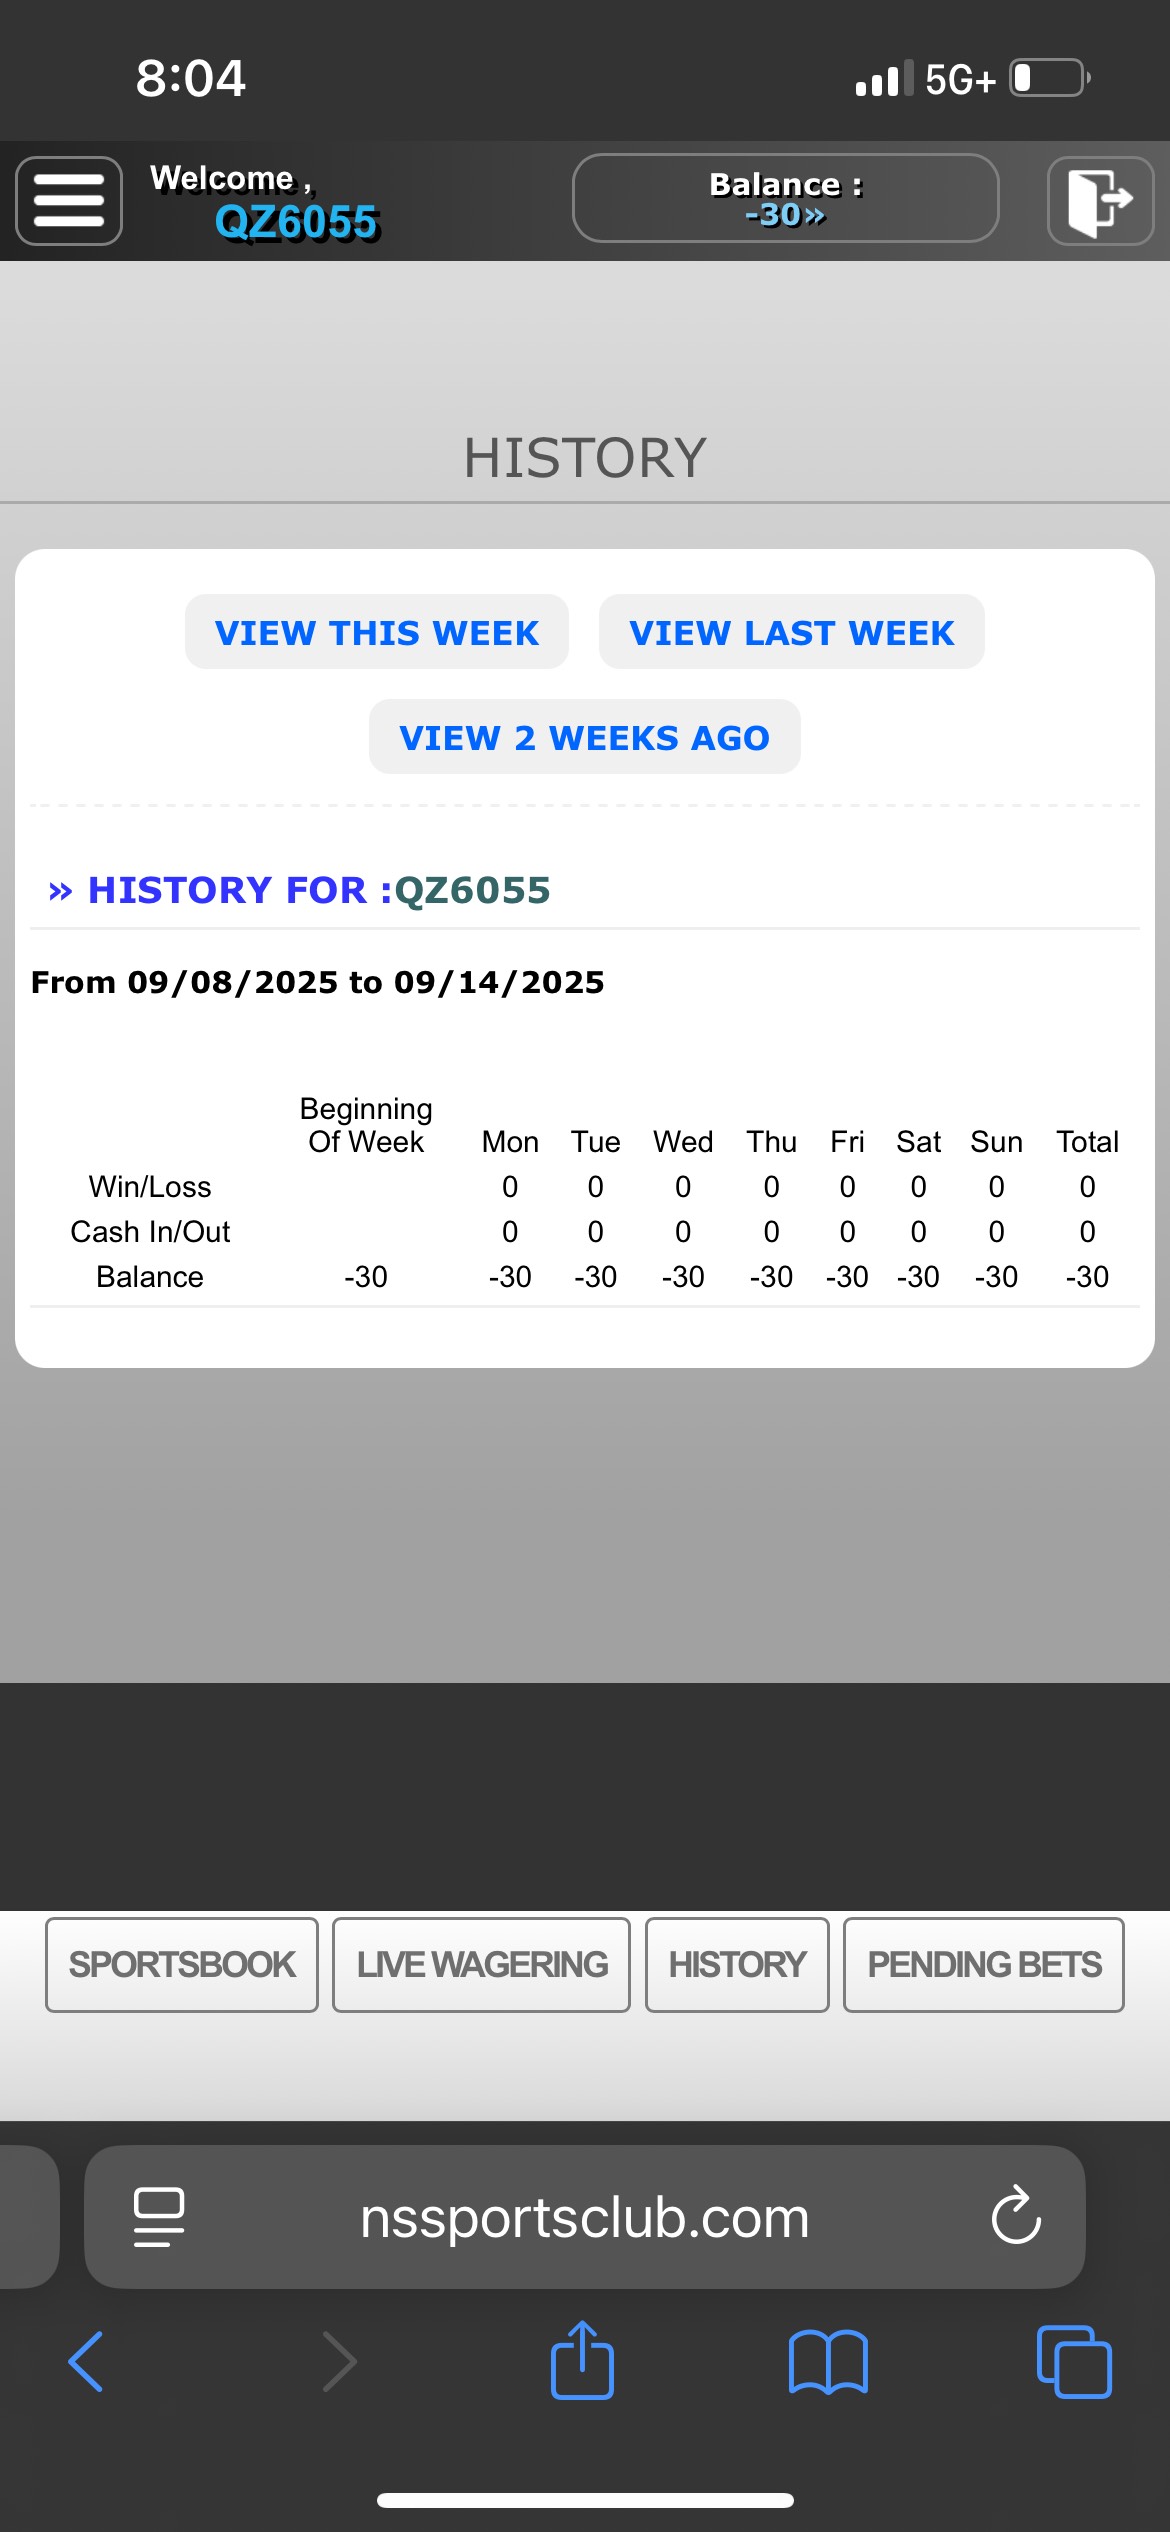 8:04 5G+
Welcome , Balance :
QZ6055 -30»
HISTORY
VIEW THIS WEEK VIEW LAST WEEK
VIEW 2 WEEKS AGO
» HISTORY FOR :QZ6055
From 09/08/2025 to 09/14/2025
Beginning
Of Week Mon Tue Wed Thu Fri Sat Sun Total
Win/Loss 0 0 0 0 0 0 0 0
Cash In/Out 0 0 0 0 0 0 0 0
Balance -30 -30 -30 -30 -30 -30 -30 -30 -30
SPORTSBOOK LIVE WAGERING HISTORY PENDING BETS
nssportsclub.com